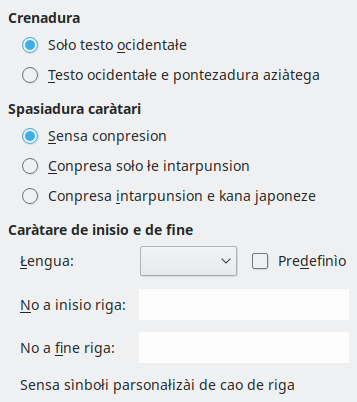 Crenadura
Soło testo ocidentałe
Testo ocidentałe e pontezadura aziàtega
Spasiadura caràtari
Sensa conpresion
Conpresa soło łe intarpunsion
Conpresa intarpunsion e kana japoneze
Caràtare de inisio e de fine
Łengua:
Predefinìo
No a inisio riga:
No a fine riga:
Sensa sìnbołi parsonałizài de cao de riga